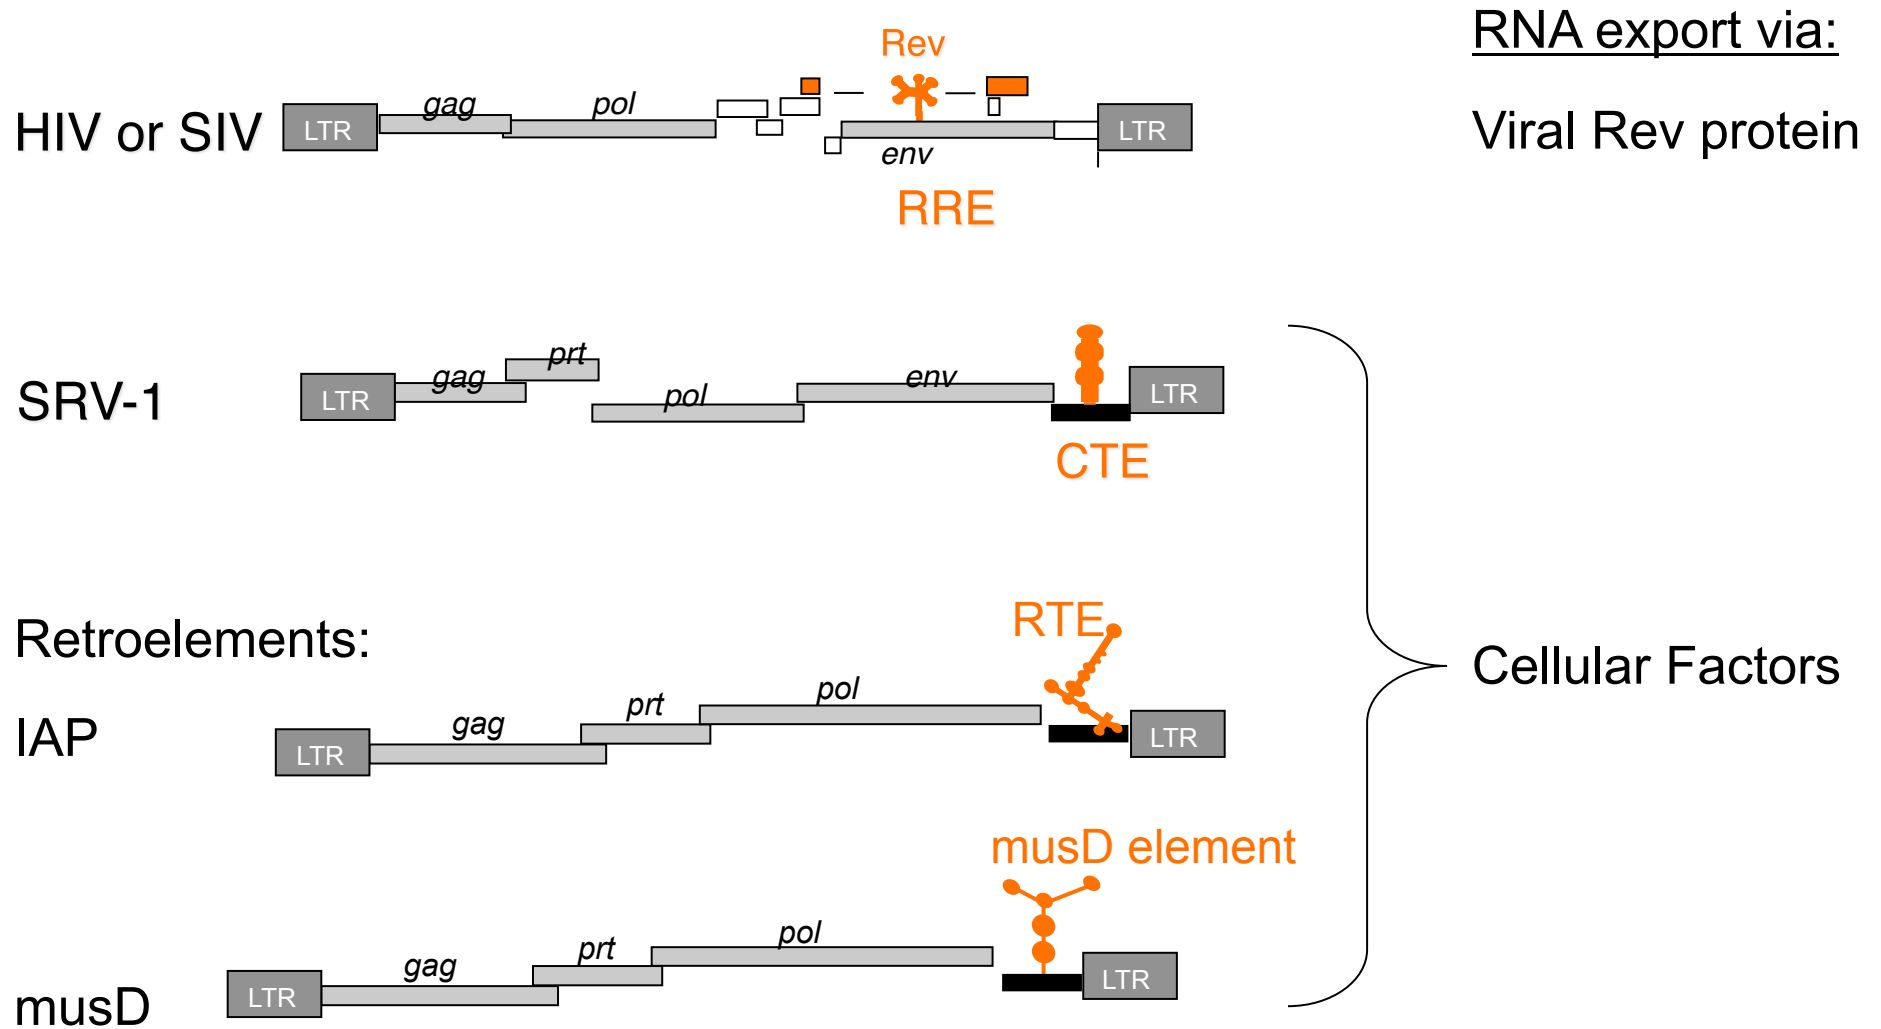 RNA export via:
Rev
HIV or SIV LTR gag pol env LTR Viral Rev protein
RRE
SRV-1 LTR gag prt pol env LTR
CTE
Retroelements:
RTE
Cellular Factors
IAP LTR gag prt pol LTR
musD element
musD LTR gag prt pol LTR